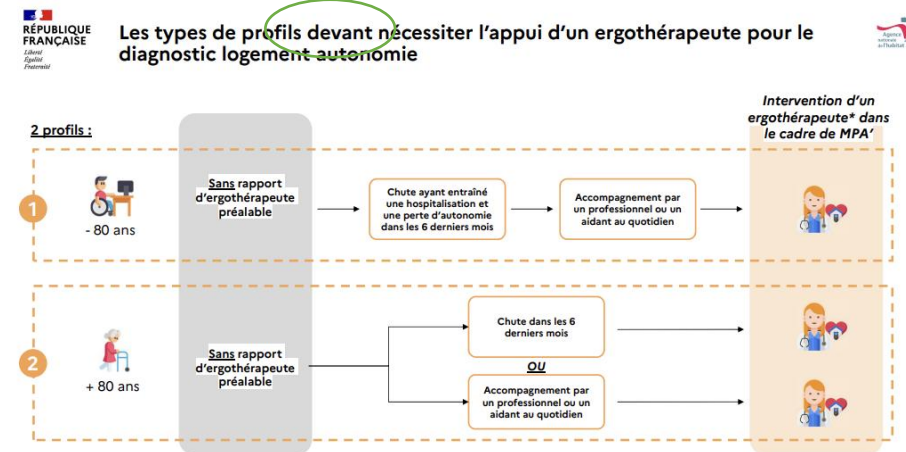 RÉPUBLIQUE
FRANÇAISE
Liberté
Égalité
Fraternité
Les types de profils devant nécessiter l'appui d'un ergothérapeute pour le
diagnostic logement autonomie
Agence
nationale
de l'habitat
Intervention d'un
ergothérapeute* dans
le cadre de MPA'
2 profils :
1
- 80 ans
Sans rapport
d'ergothérapeute
préalable
Chute ayant entraîné
une hospitalisation et
une perte d'autonomie
dans les 6 derniers mois
Accompagnement par
un professionnel ou un
aidant au quotidien
2
+ 80 ans
Sans rapport
d'ergothérapeute
préalable
Chute dans les 6
derniers mois
OU
Accompagnement par
un professionnel ou un
aidant au quotidien